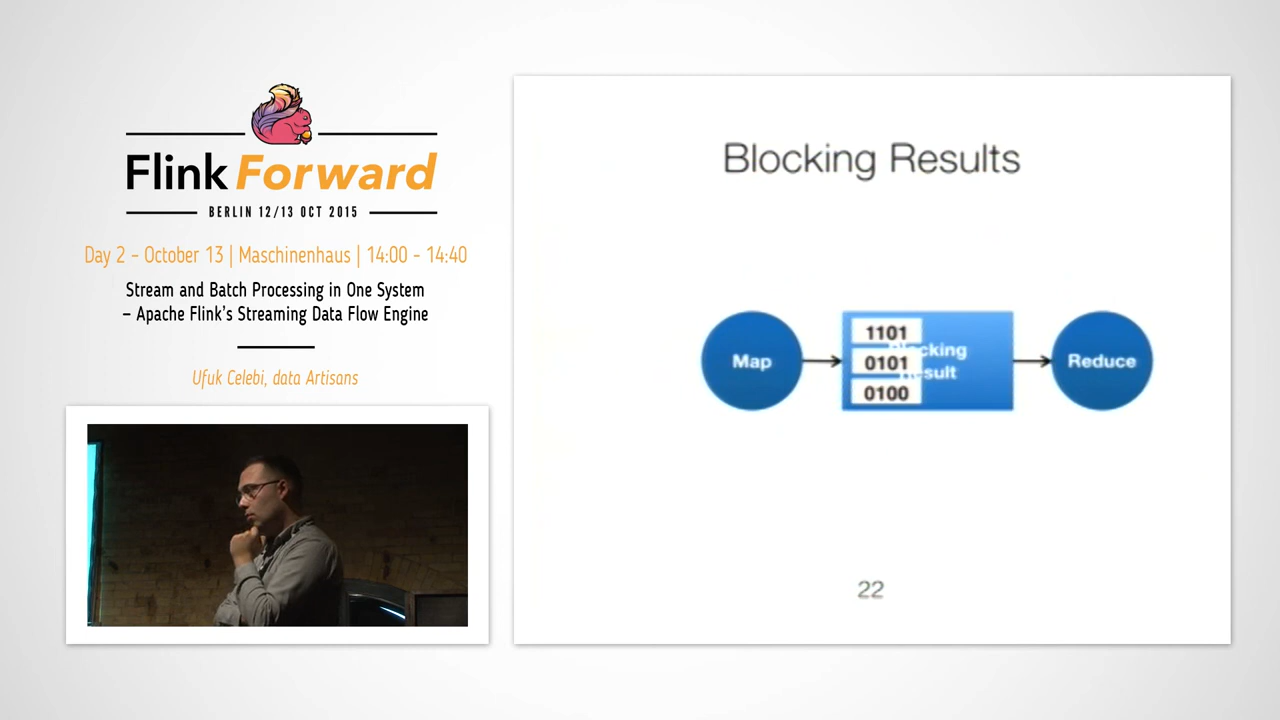 Flink Forward
BERLIN 12/13 OCT 2015
Day 2 - October 13 | Maschinenhaus | 14:00 - 14:40
Stream and Batch Processing in One System
– Apache Flink's Streaming Data Flow Engine
Ufuk Celebi, data Artisans
Blocking Results
Map
1101
0101
0100
Reduce
22